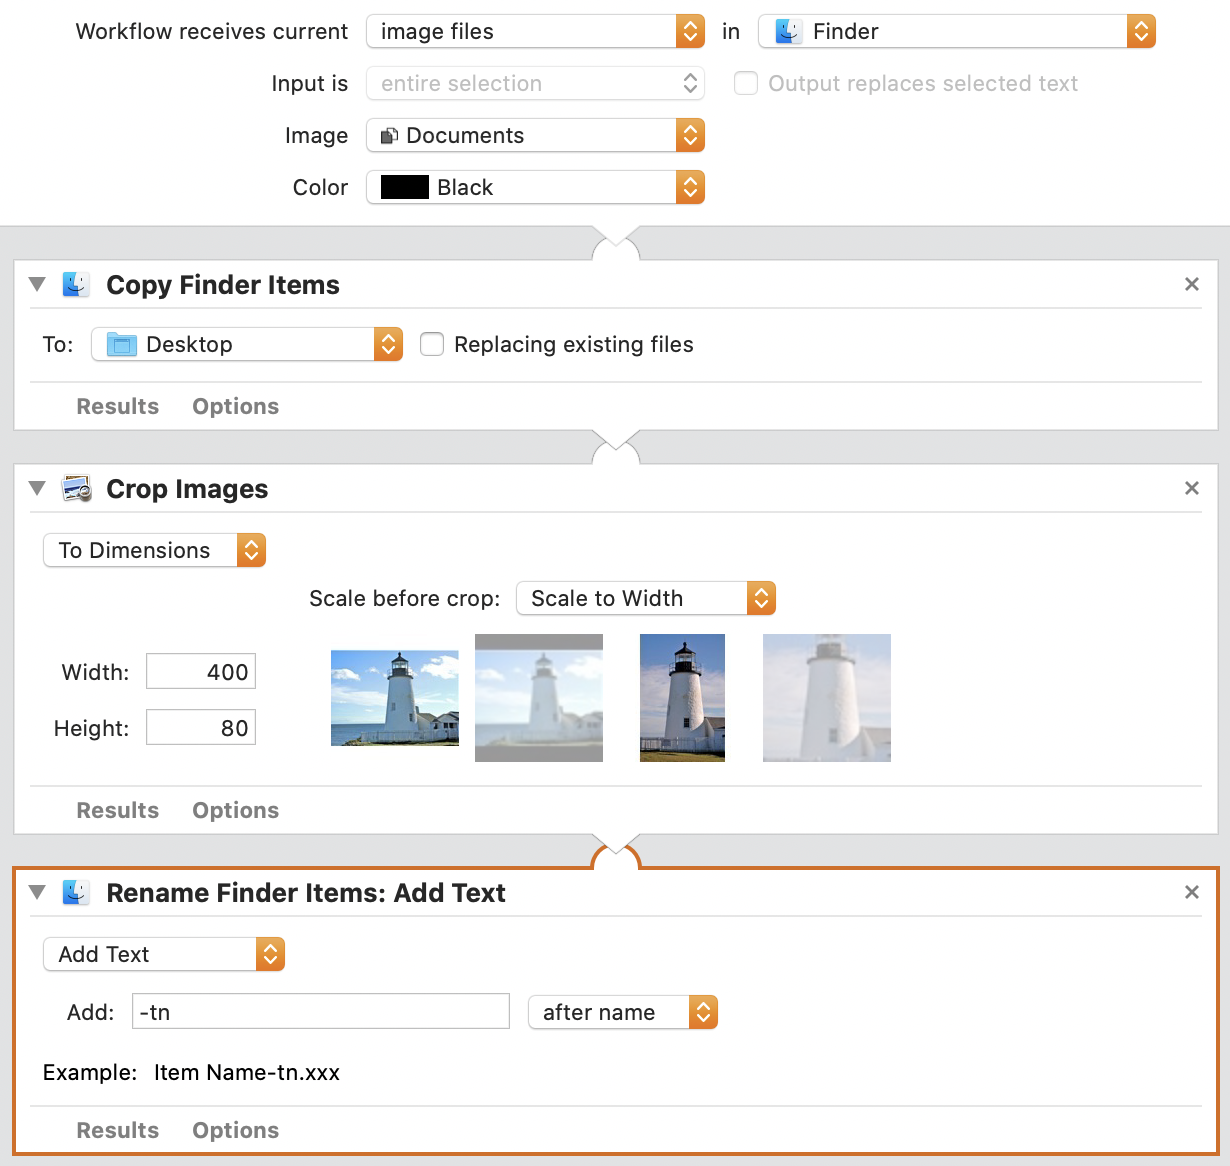 Workflow receives current image files in Finder
Input is entire selection Output replaces selected text
Image Documents
Color Black
Copy Finder Items
To: Desktop Replacing existing files
Results Options
Crop Images
To Dimensions
Scale before crop: Scale to Width
Width: 400
Height: 80
Results Options
Rename Finder Items: Add Text
Add Text
Add: -tn after name
Example: Item Name-tn.xxx
Results Options